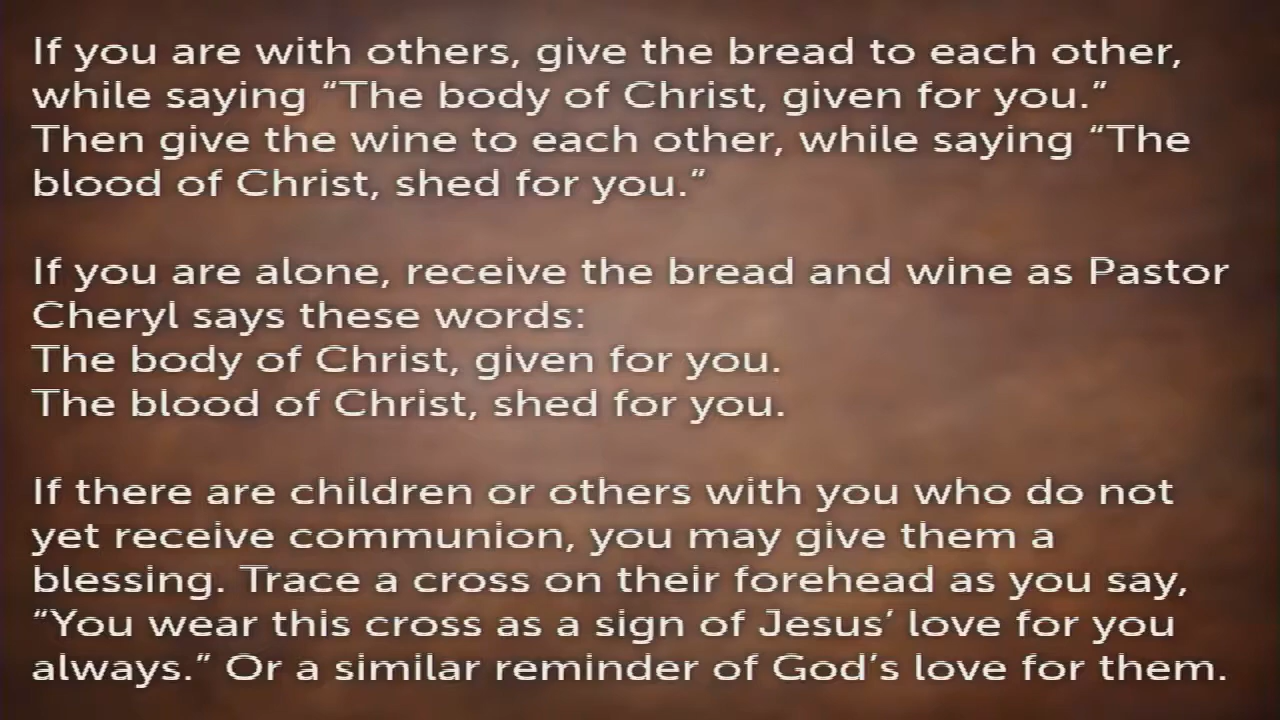 If you are with others, give the bread to each other,
while saying “The body of Christ, given for you.”
Then give the wine to each other, while saying “The
blood of Christ, shed for you.”
If you are alone, receive the bread and wine as Pastor
Cheryl says these words:
The body of Christ, given for you.
The blood of Christ, shed for you.
If there are children or others with you who do not
yet receive communion, you may give them a
blessing. Trace a cross on their forehead as you say,
“You wear this cross as a sign of Jesus’ love for you
always.” Or a similar reminder of God’s love for them.